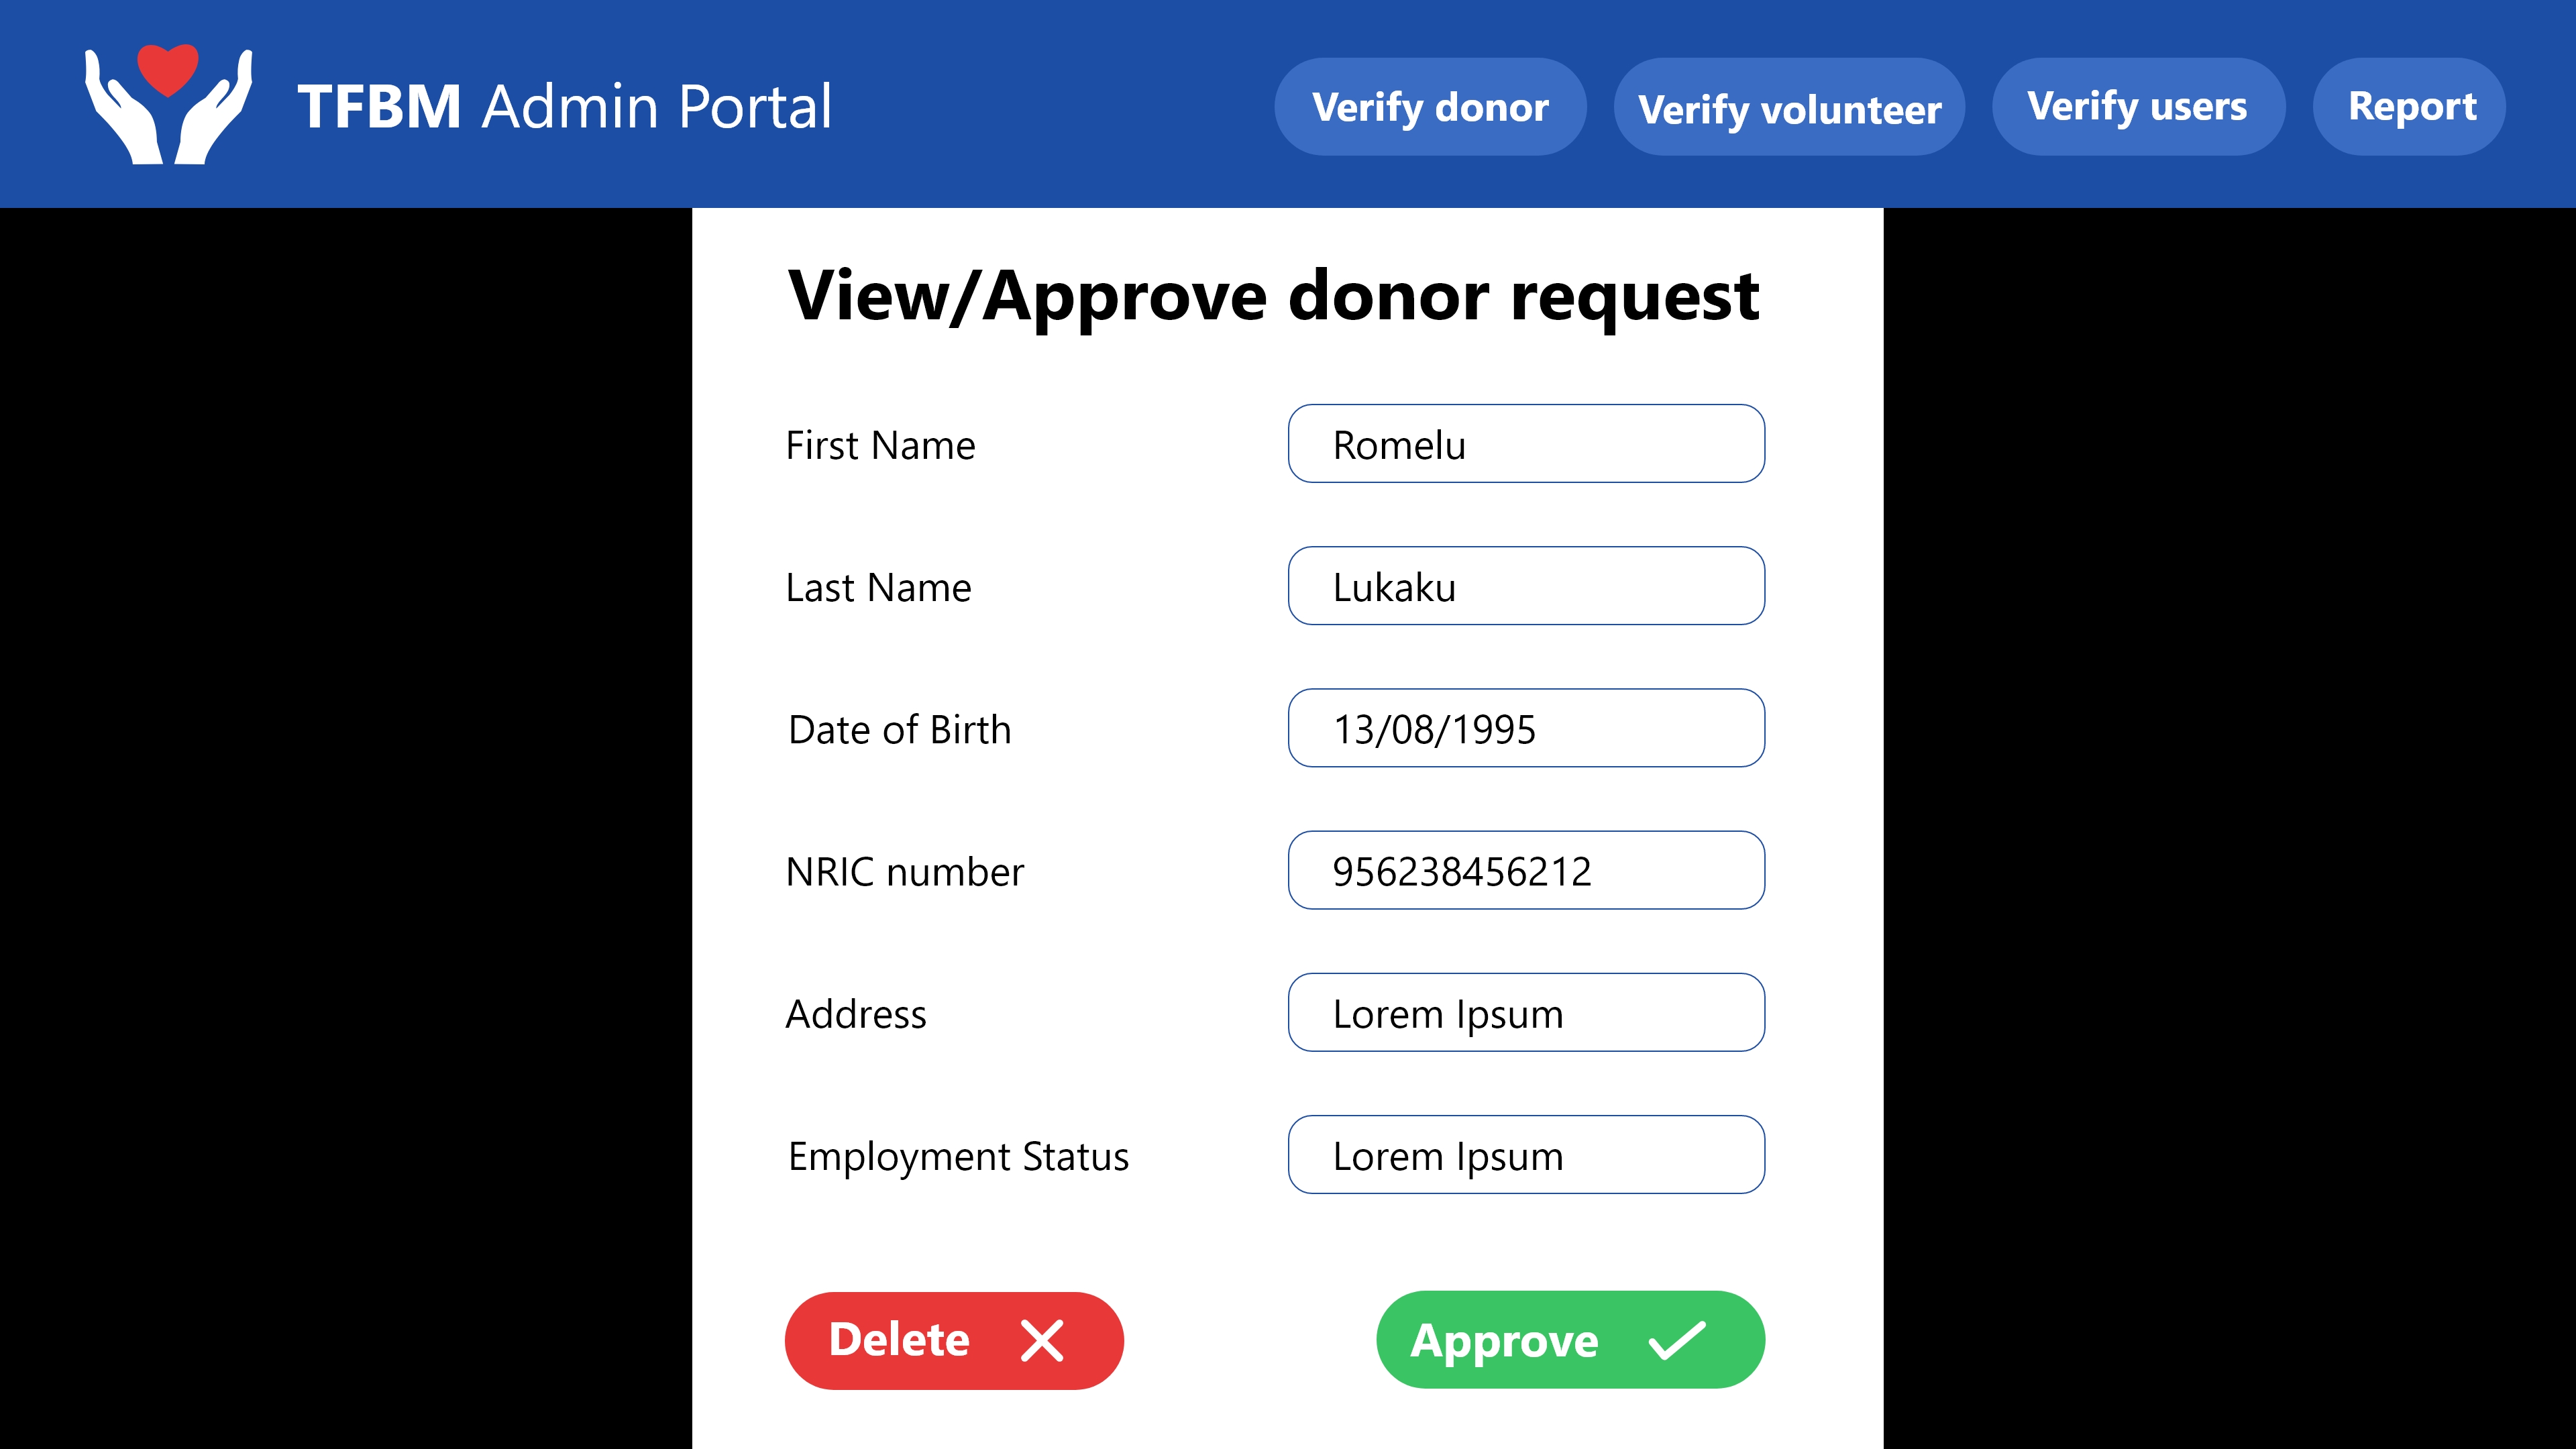 TFBM Admin Portal
Verify donor
Verify volunteer
Verify users
Report
View/Approve donor request
First Name
Romelu
Last Name
Lukaku
Date of Birth
13/08/1995
NRIC number
956238456212
Address
Lorem Ipsum
Employment Status
Lorem Ipsum
Delete
Approve